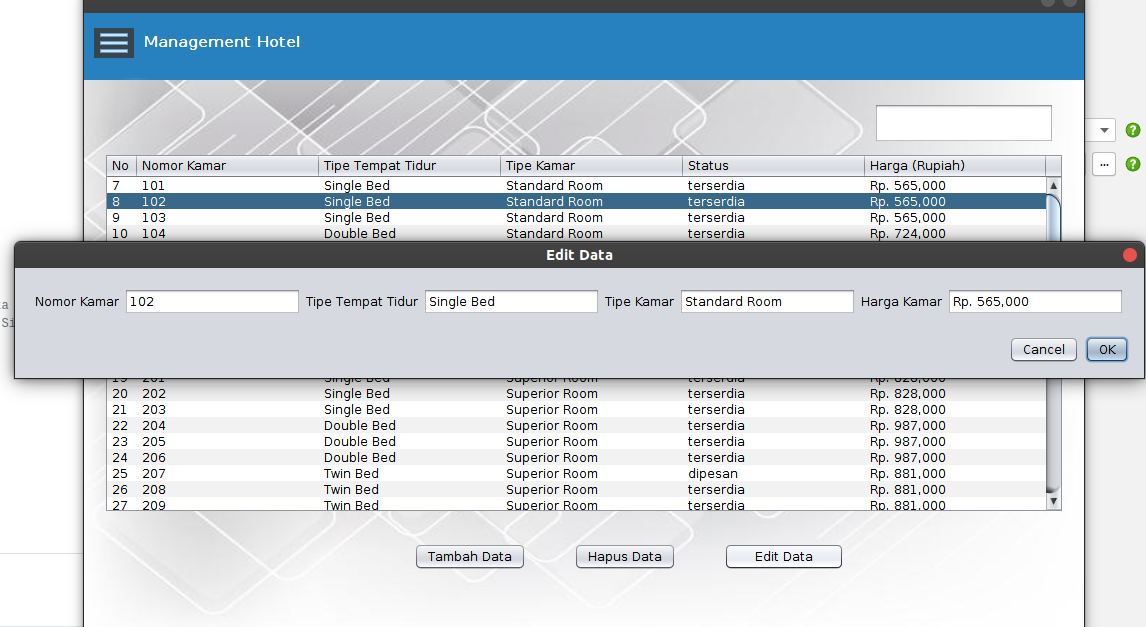 Management Hotel
No Nomor Kamar Tipe Tempat Tidur Tipe Kamar Status Harga (Rupiah)
7 101 Single Bed Standard Room terserdia Rp. 565,000
8 102 Single Bed Standard Room terserdia Rp. 565,000
9 103 Single Bed Standard Room terserdia Rp. 565,000
10 104 Double Bed Standard Room terserdia Rp. 724,000
Edit Data
Nomor Kamar 102 Tipe Tempat Tidur Single Bed Tipe Kamar Standard Room Harga Kamar Rp. 565,000
Cancel OK
19 201 Single Bed Superior Room terserdia Rp. 828,000
20 202 Single Bed Superior Room terserdia Rp. 828,000
21 203 Single Bed Superior Room terserdia Rp. 828,000
22 204 Double Bed Superior Room terserdia Rp. 987,000
23 205 Double Bed Superior Room terserdia Rp. 987,000
24 206 Double Bed Superior Room terserdia Rp. 987,000
25 207 Twin Bed Superior Room dipesan Rp. 881,000
26 208 Twin Bed Superior Room terserdia Rp. 881,000
27 209 Twin Bed Superior Room terserdia Rp. 881,000
Tambah Data Hapus Data Edit Data